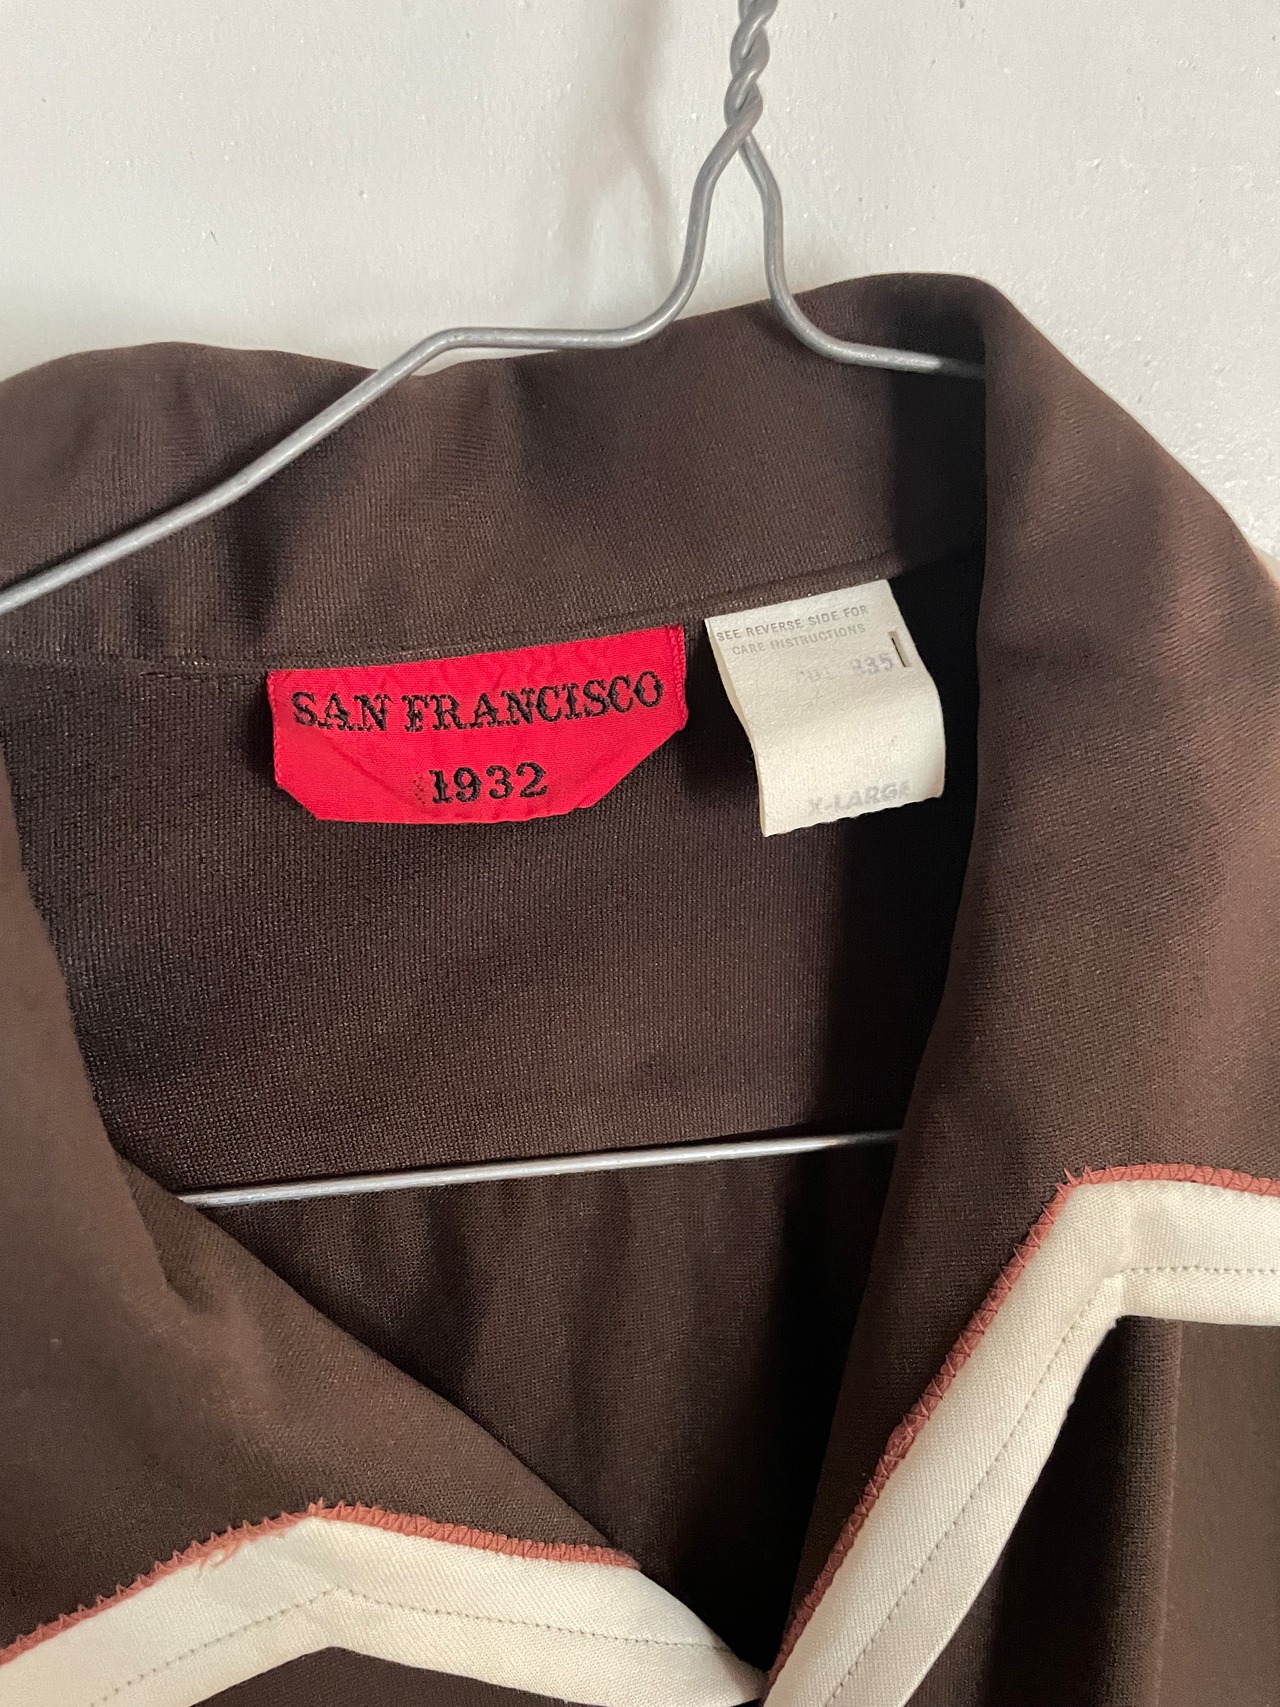 SAN FRANCISCO
1932
SEE REVERSE SIDE FOR
CARE INSTRUCTIONS
X-LARGE